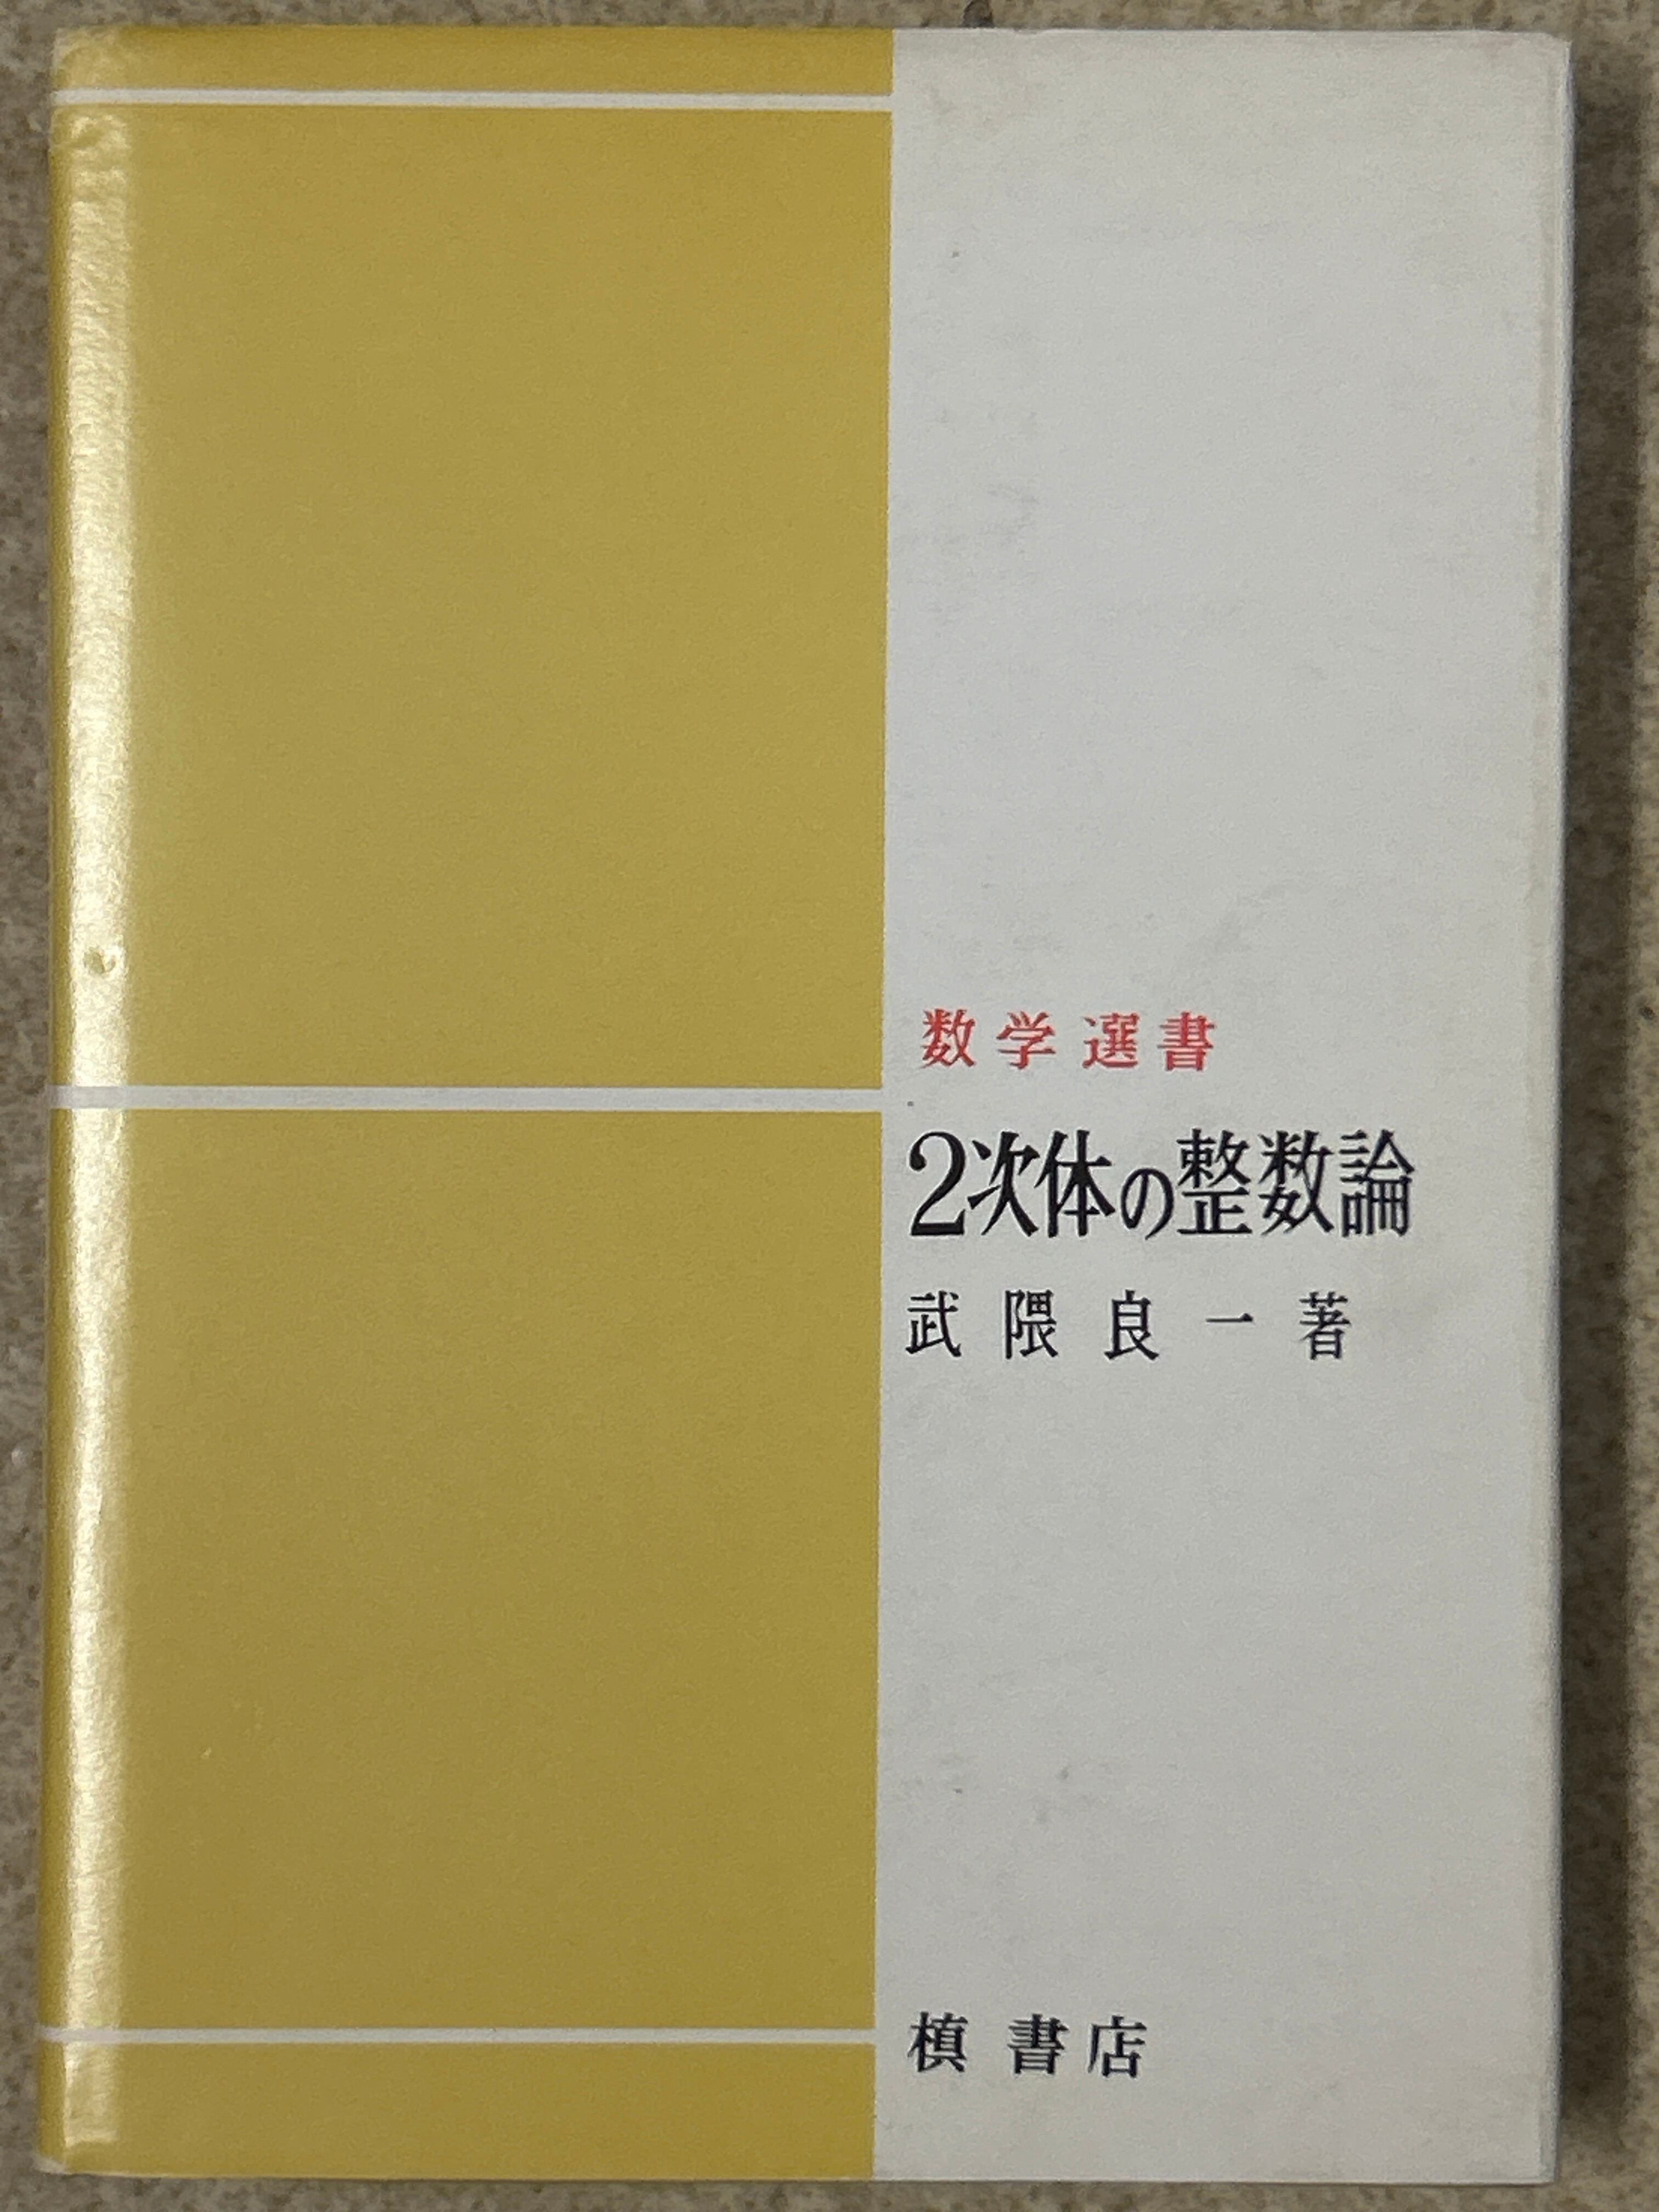 数学選書
2次体の整数論
武隈良一著
槙書店